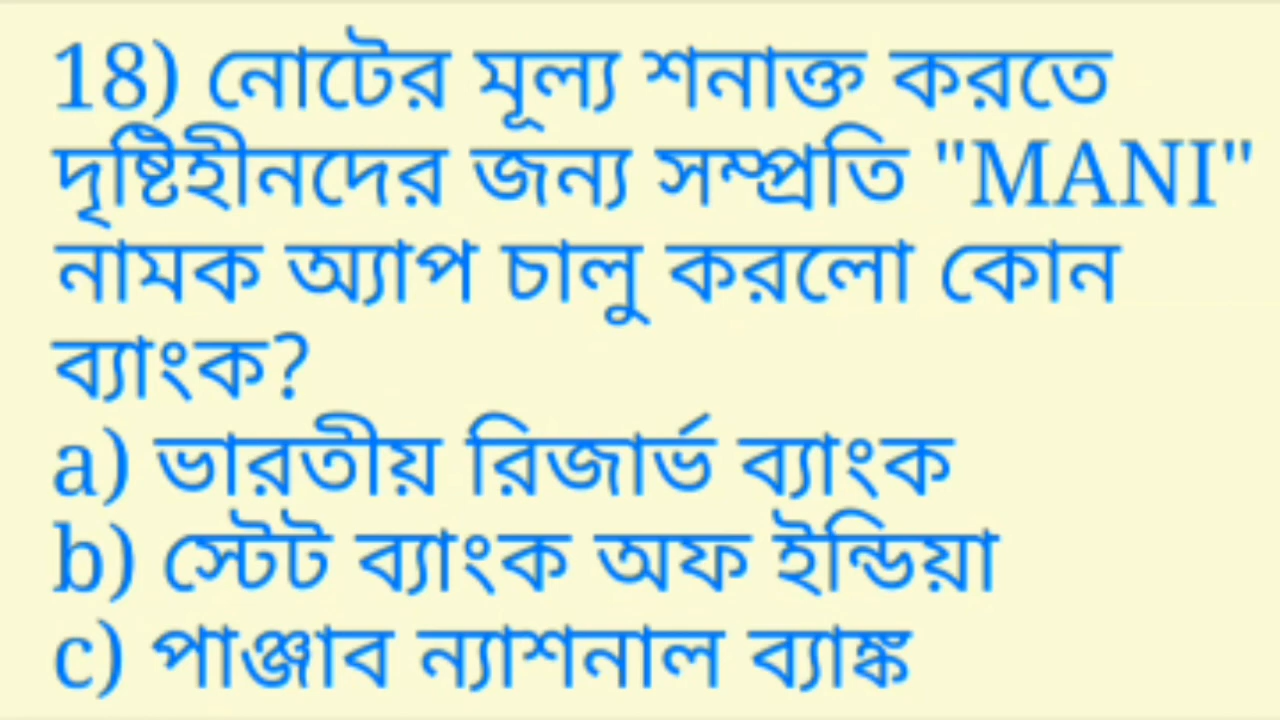 18) নোটের মূল্য শনাক্ত করতে
দৃষ্টিহীনদের জন্য সম্প্রতি "MANI"
নামক অ্যাপ চালু করলো কোন
ব্যাংক?
a) ভারতীয় রিজার্ভ ব্যাংক
b) স্টেট ব্যাংক অফ ইন্ডিয়া
c) পাঞ্জাব ন্যাশনাল ব্যাঙ্ক